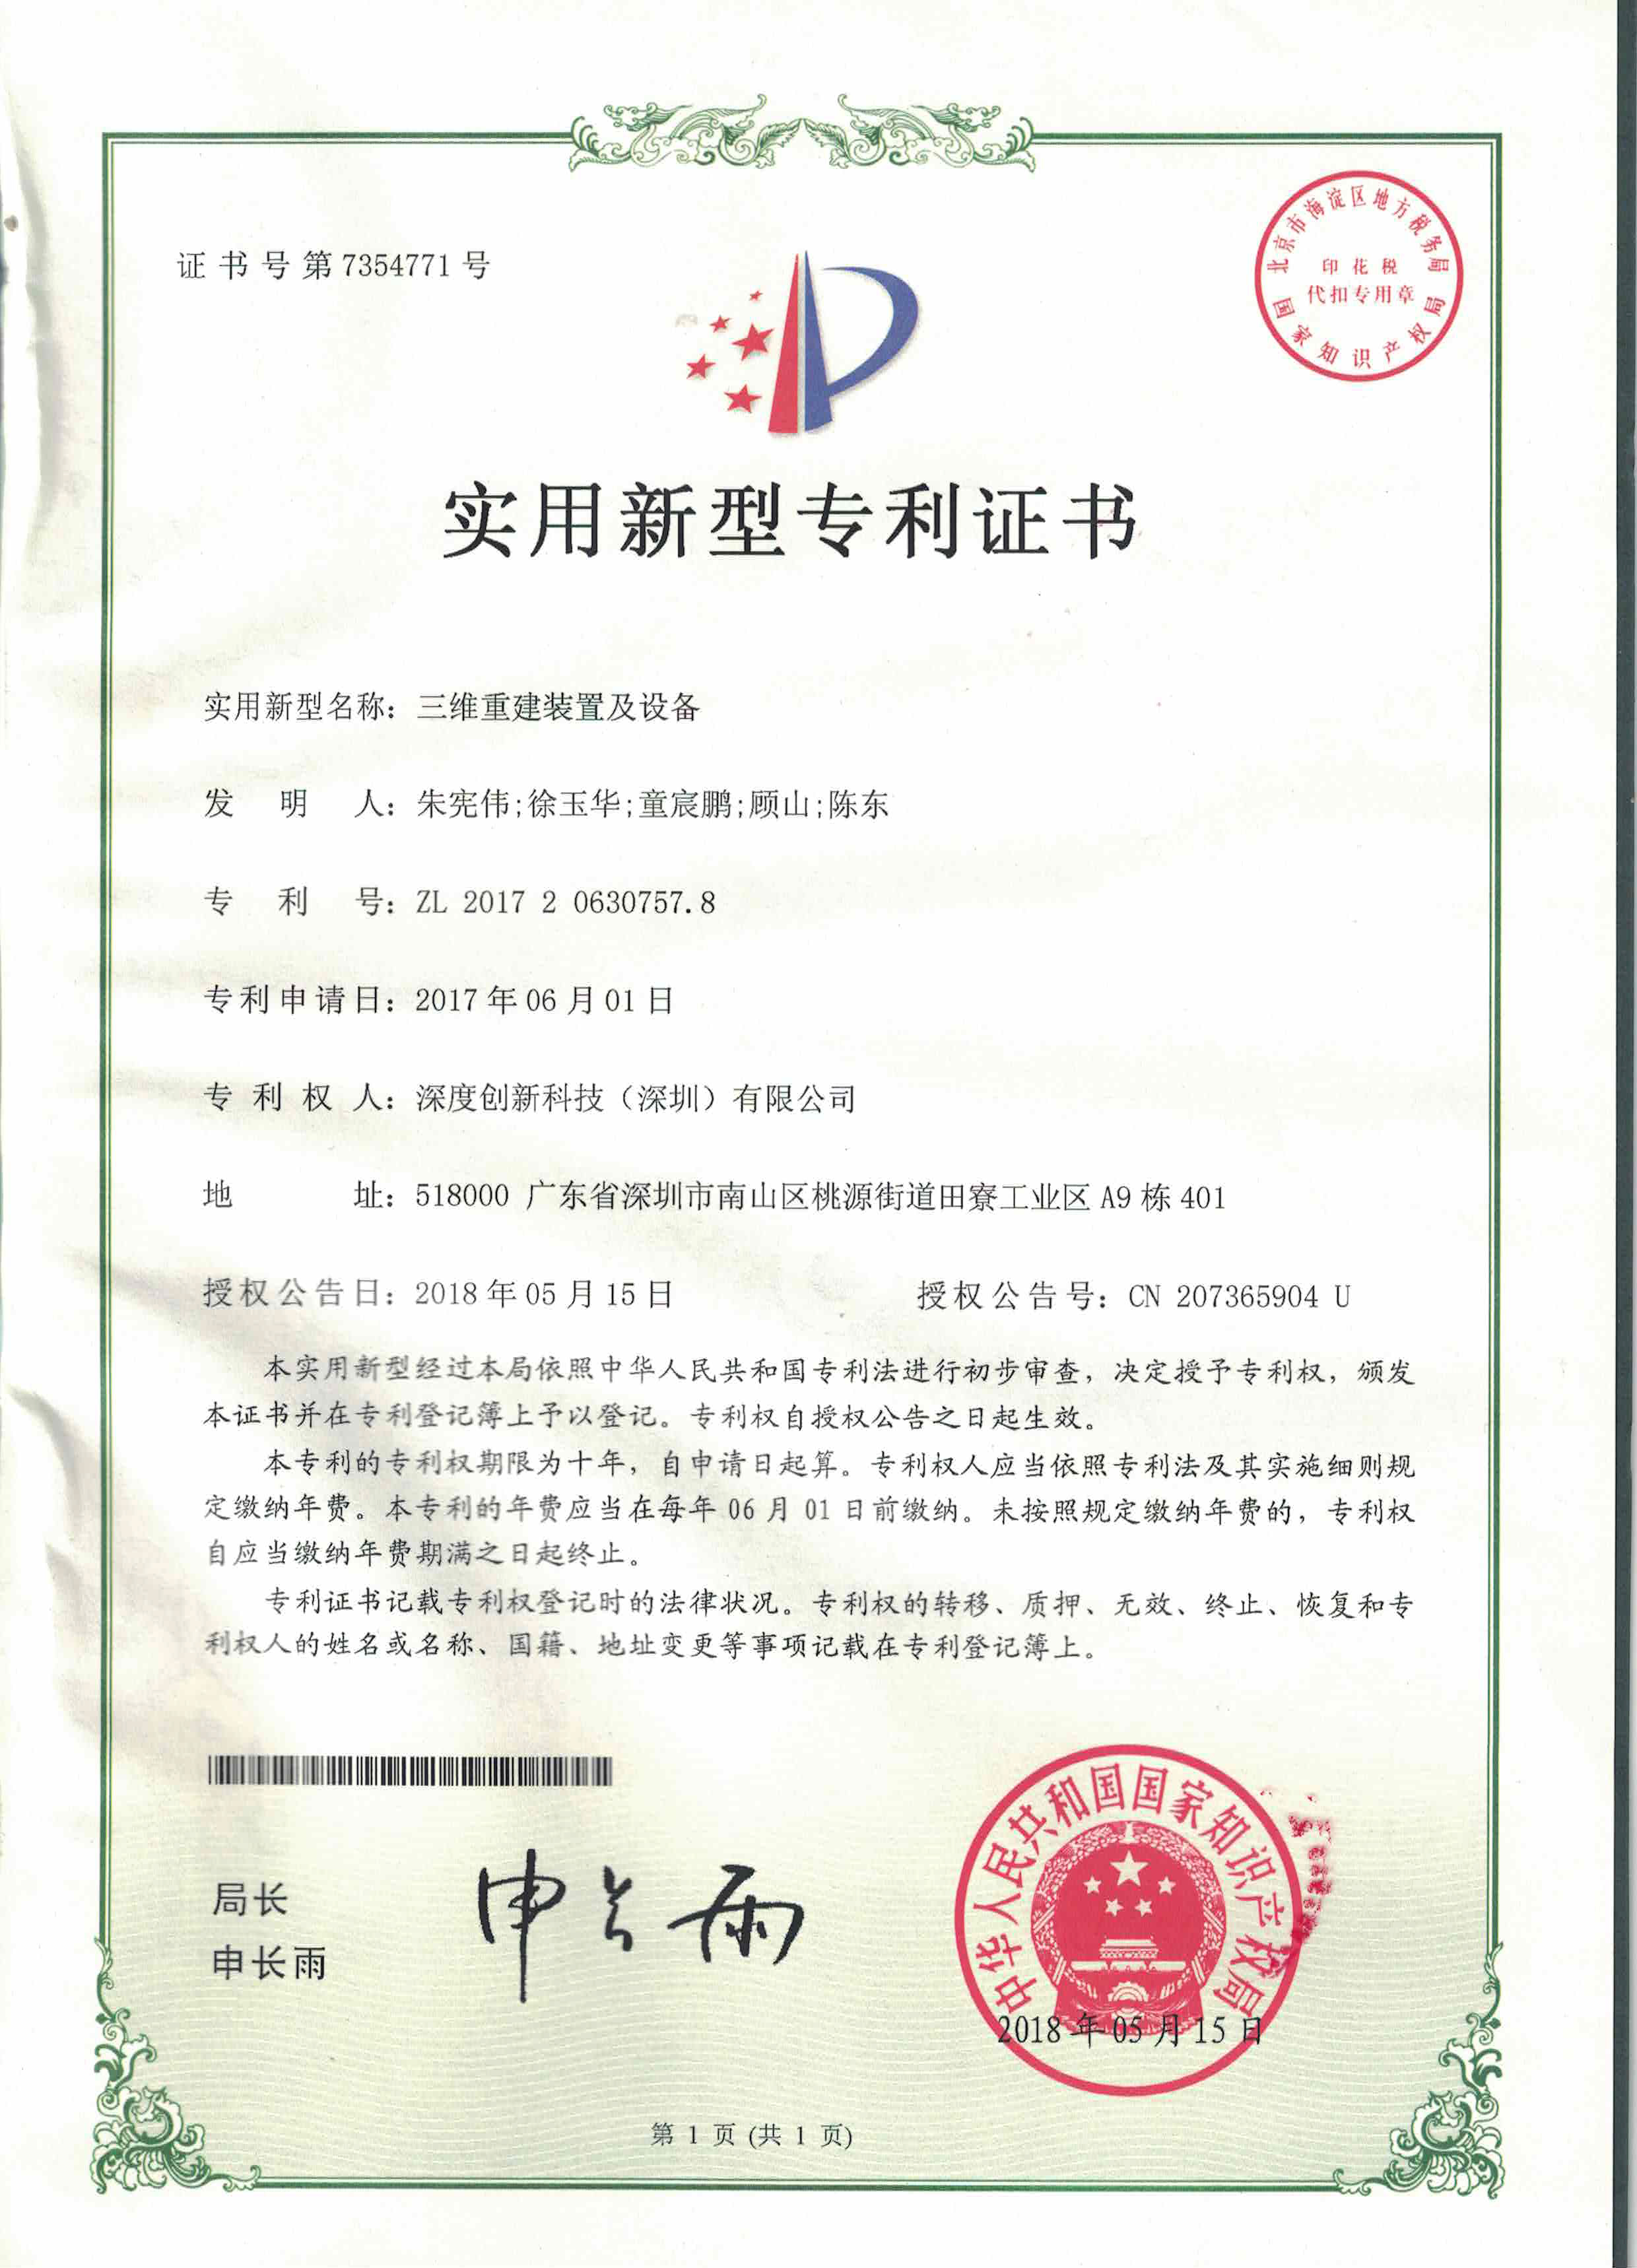 证书号第7354771号
北京市海淀区地方税务局
印花税
代扣专用章
国家知识产权局
实用新型专利证书
实用新型名称：三维重建装置及设备
发明人：朱宪伟;徐玉华;童宸鹏;顾山;陈东
专利号：ZL 2017 2 0630757.8
专利申请日：2017年06月01日
专利权人：深度创新科技（深圳）有限公司
地址：518000 广东省深圳市南山区桃源街道田寮工业区A9栋401
授权公告日：2018年05月15日 授权公告号：CN 207365904 U
本实用新型经过本局依照中华人民共和国专利法进行初步审查，决定授予专利权，颁发
本证书并在专利登记簿上予以登记。专利权自授权公告之日起生效。
本专利的专利权期限为十年，自申请日起算。专利权人应当依照专利法及其实施细则规
定缴纳年费。本专利的年费应当在每年06月01日前缴纳。未按照规定缴纳年费的，专利权
自应当缴纳年费期满之日起终止。
专利证书记载专利权登记时的法律状况。专利权的转移、质押、无效、终止、恢复和专
利权人的姓名或名称、国籍、地址变更等事项记载在专利登记簿上。
局长
申长雨
申长雨
中华人民共和国国家知识产权局
2018年05月15日
第 1 页 (共 1 页)